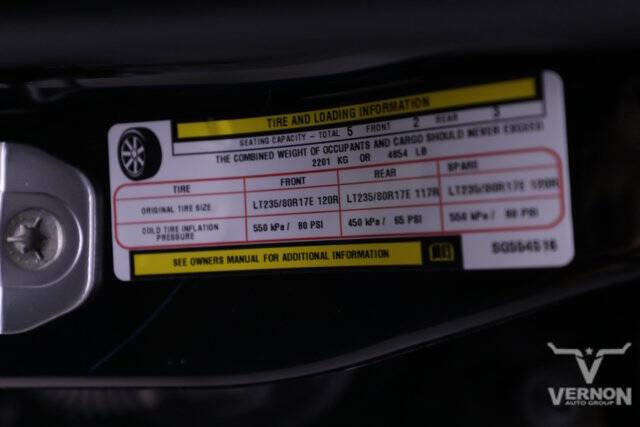 TIRE AND LOADING INFORMATION
SEATING CAPACITY - TOTAL 5 FRONT 2 REAR 3
THE COMBINED WEIGHT OF OCCUPANTS AND CARGO SHOULD NEVER EXCEED
2201 KG OR 4854 LB
TIRE FRONT REAR SPARE
ORIGINAL TIRE SIZE LT235/80R17E 120R LT235/80R17E 117R LT235/80R17E 120R
COLD TIRE INFLATION PRESSURE 550 kPa/ 80 PSI 450 kPa/ 65 PSI 550 kPa/ 80 PSI
SEE OWNERS MANUAL FOR ADDITIONAL INFORMATION
VERNON
AUTO GROUP